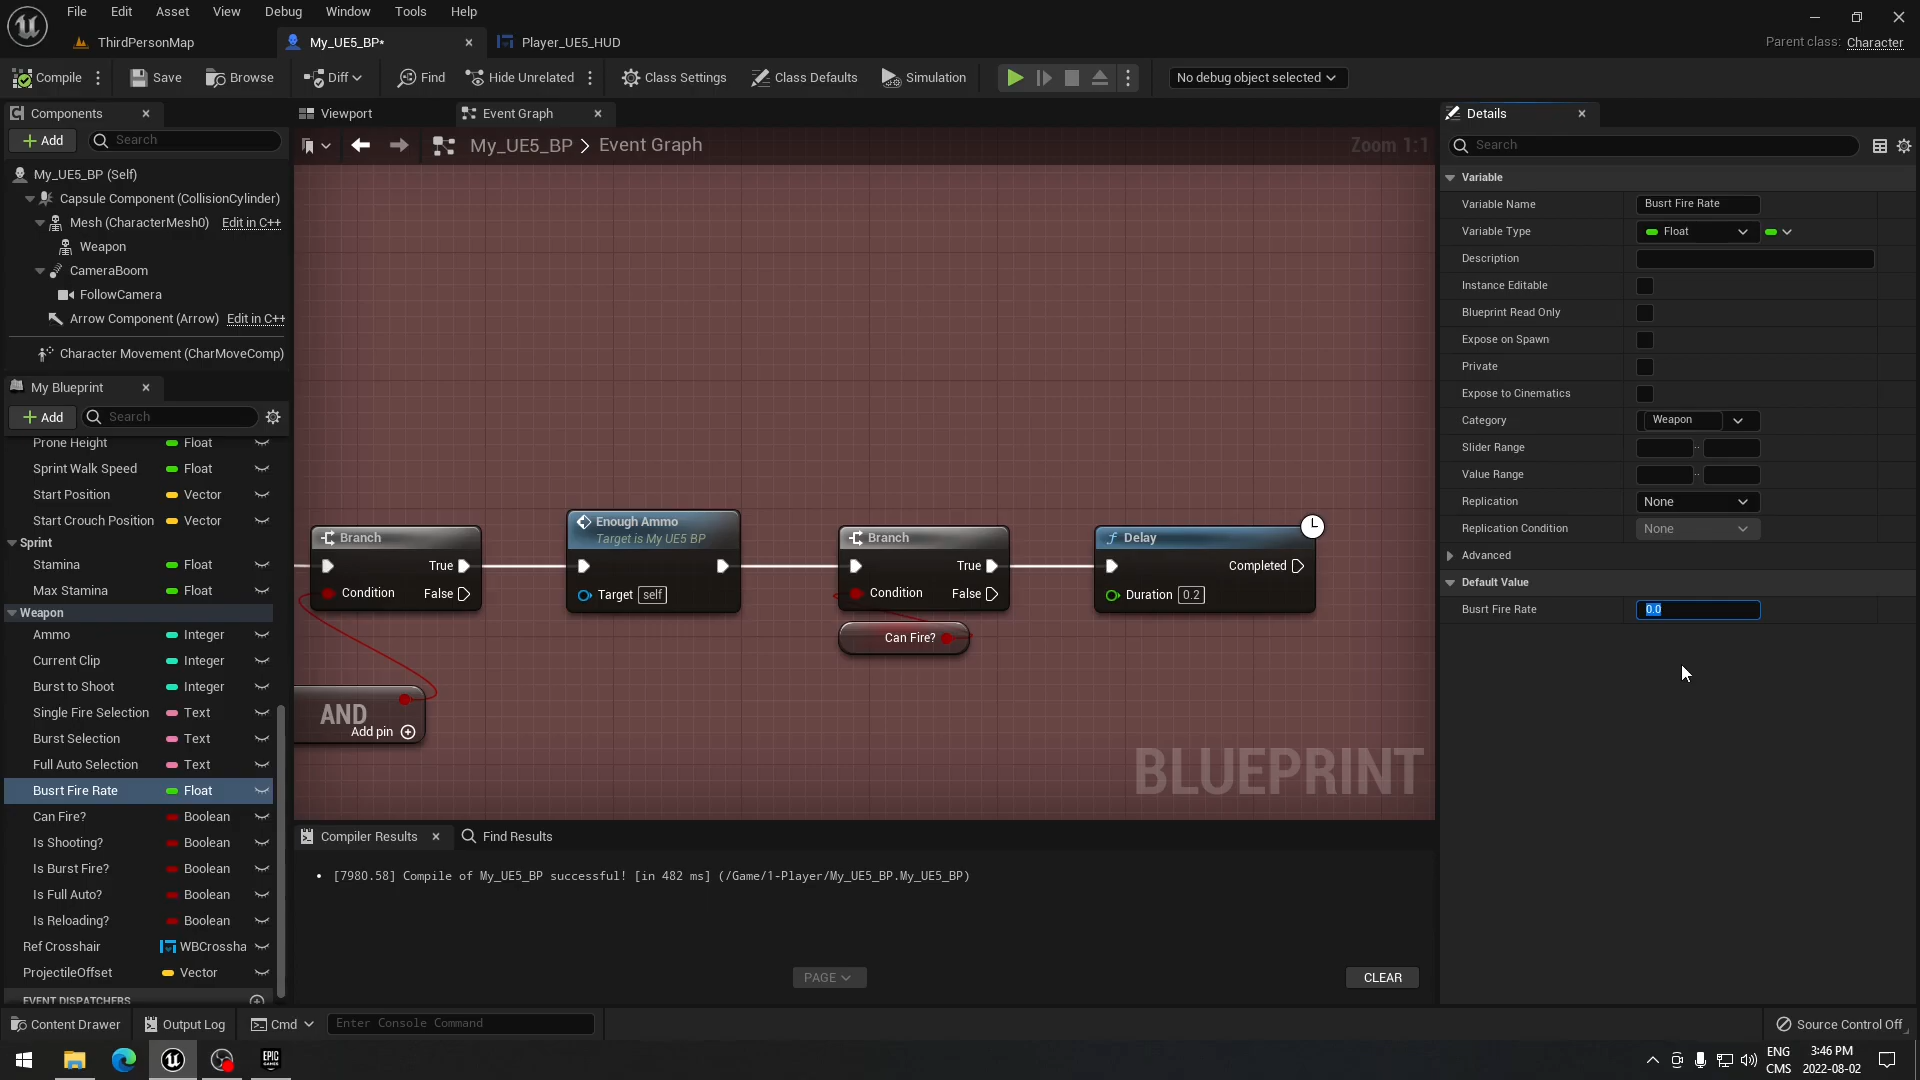 File Edit Asset View Debug Window Tools Help
ThirdPersonMap My_UE5_BP* Player_UE5_HUD Parent class: Character
Compile Save Browse Diff Find Hide Unrelated Class Settings Class Defaults Simulation No debug object selected
Components Viewport Event Graph Details
Add Search My_UE5_BP Event Graph Zoom 1:1 Search
My_UE5_BP (Self)
Capsule Component (CollisionCylinder)
Mesh (CharacterMesh0) Edit in C++
Weapon
CameraBoom
FollowCamera
Arrow Component (Arrow) Edit in C++
Character Movement (CharMoveComp)
My Blueprint
Add Search
Prone Height Float
Sprint Walk Speed Float
Start Position Vector
Start Crouch Position Vector
Sprint
Stamina Float
Max Stamina Float
Weapon
Ammo Integer
Current Clip Integer
Burst to Shoot Integer
Single Fire Selection Text
Burst Selection Text
Full Auto Selection Text
Busrt Fire Rate Float
Can Fire? Boolean
Is Shooting? Boolean
Is Burst Fire? Boolean
Is Full Auto? Boolean
Is Reloading? Boolean
Ref Crosshair WBCrossha
ProjectileOffset Vector
EVENT DISPATCHERS
Branch
True
Condition False
Enough Ammo
Target is My UE5 BP
Target self
Branch
True
Condition False
Can Fire?
Delay
Completed
Duration 0.2
AND
Add pin
BLUEPRINT
Compiler Results Find Results
[7980.58] Compile of My_UE5_BP successful! [in 482 ms] (/Game/1-Player/My_UE5_BP.My_UE5_BP)
PAGE CLEAR
Variable
Variable Name Busrt Fire Rate
Variable Type Float
Description
Instance Editable
Blueprint Read Only
Expose on Spawn
Private
Expose to Cinematics
Category Weapon
Slider Range ..
Value Range ..
Replication None
Replication Condition None
Advanced
Default Value
Busrt Fire Rate 0.0
Content Drawer Output Log Cmd Enter Console Command Source Control Off
EPIC GAMES
ENG 3:46 PM
CMS 2022-08-02